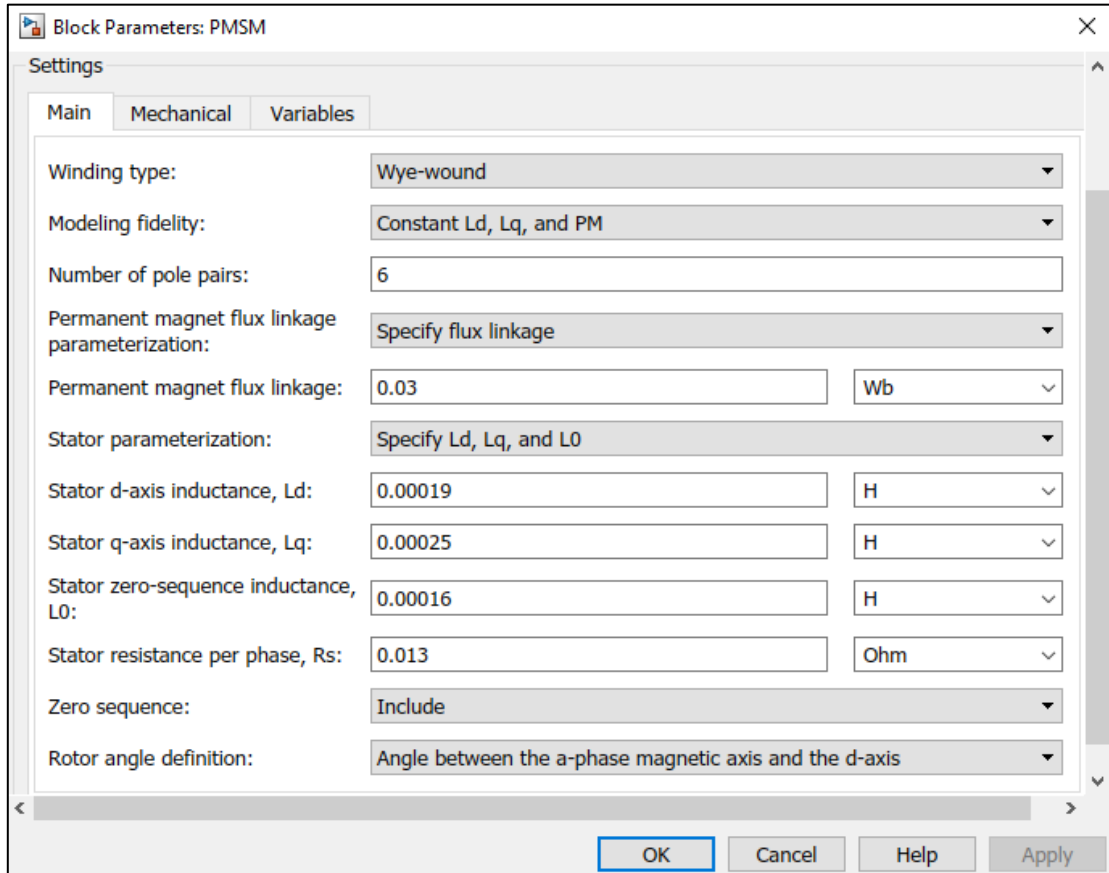 Block Parameters: PMSM
Settings
Main Mechanical Variables
Winding type: Wye-wound
Modeling fidelity: Constant Ld, Lq, and PM
Number of pole pairs: 6
Permanent magnet flux linkage
parameterization: Specify flux linkage
Permanent magnet flux linkage: 0.03 Wb
Stator parameterization: Specify Ld, Lq, and L0
Stator d-axis inductance, Ld: 0.00019 H
Stator q-axis inductance, Lq: 0.00025 H
Stator zero-sequence inductance,
L0: 0.00016 H
Stator resistance per phase, Rs: 0.013 Ohm
Zero sequence: Include
Rotor angle definition: Angle between the a-phase magnetic axis and the d-axis
OK Cancel Help Apply